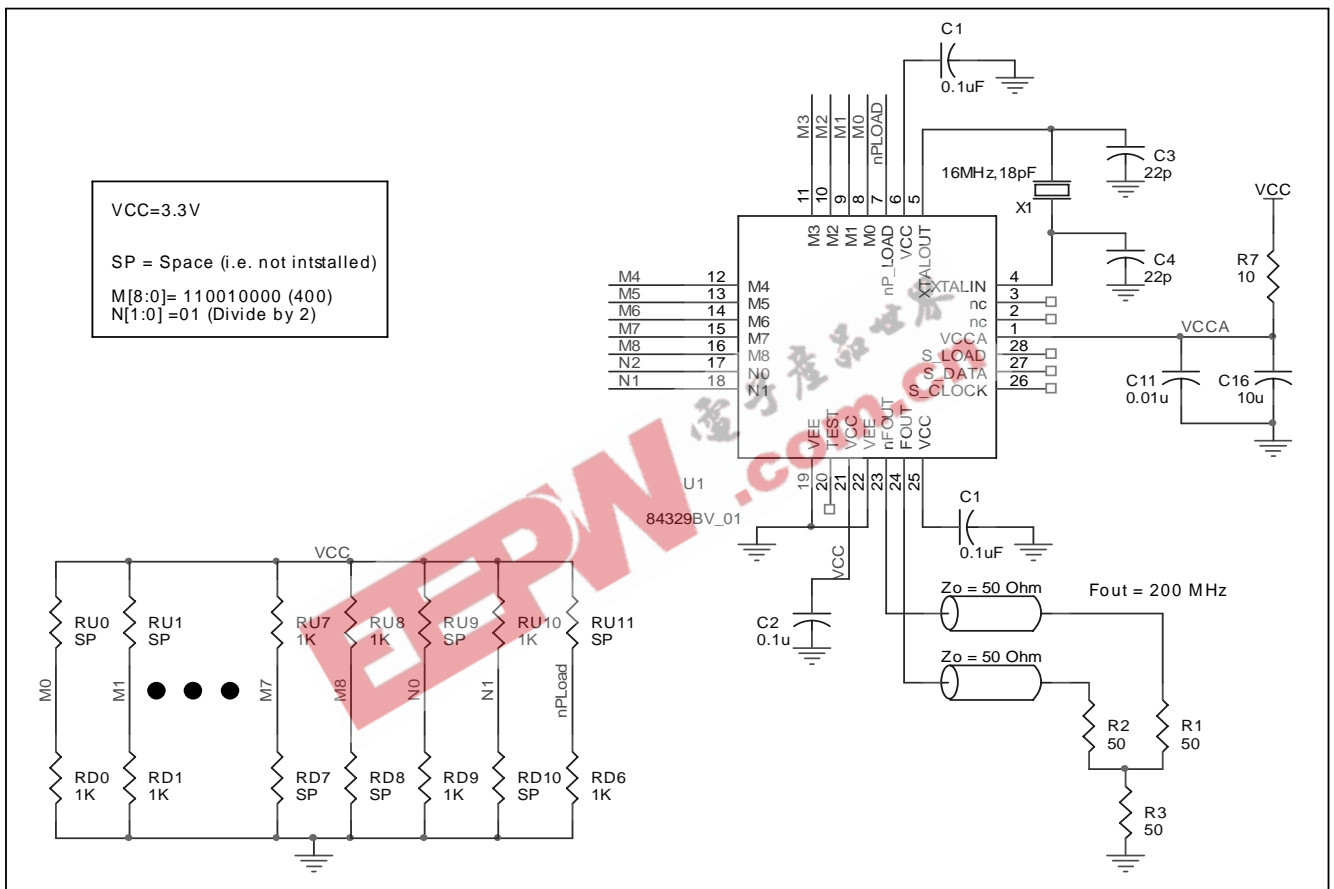 C1
0.1uF
M3
M2
M1
M0
nPLOAD
11
10
9
8
7
6
5
M3
M2
M1
M0
nP_LOAD
VCC
XTALOUT
16MHz,18pF
X1
C3
22p
C4
22p
VCC
R7
10
VCCA
C11
0.01u
C16
10u
VCC=3.3V
SP = Space (i.e. not intstalled)
M[8:0]= 110010000 (400)
N[1:0] =01 (Divide by 2)
M4 12 M4
M5 13 M5
M6 14 M6
M7 15 M7
M8 16 M8
N2 17 N0
N1 18 N1
XTALIN 4
nc 3
nc 2
VCCA 1
S_LOAD 28
S_DATA 27
S_CLOCK 26
VEE
TEST
VCC
VEE
nFOUT
FOUT
VCC
19
20
21
22
23
24
25
U1
84329BV_01
C1
0.1uF
VCC
C2
0.1u
Zo = 50 Ohm
Fout = 200 MHz
Zo = 50 Ohm
R2
50
R1
50
R3
50
VCC
RU0
SP
RU1
SP
RU7
1K
RU8
1K
RU9
SP
RU10
1K
RU11
SP
M0
M1
M7
M8
N0
N1
nPLoad
RD0
1K
RD1
1K
RD7
SP
RD8
SP
RD9
1K
RD10
SP
RD6
1K
電子產品世界
EEPW.com.cn